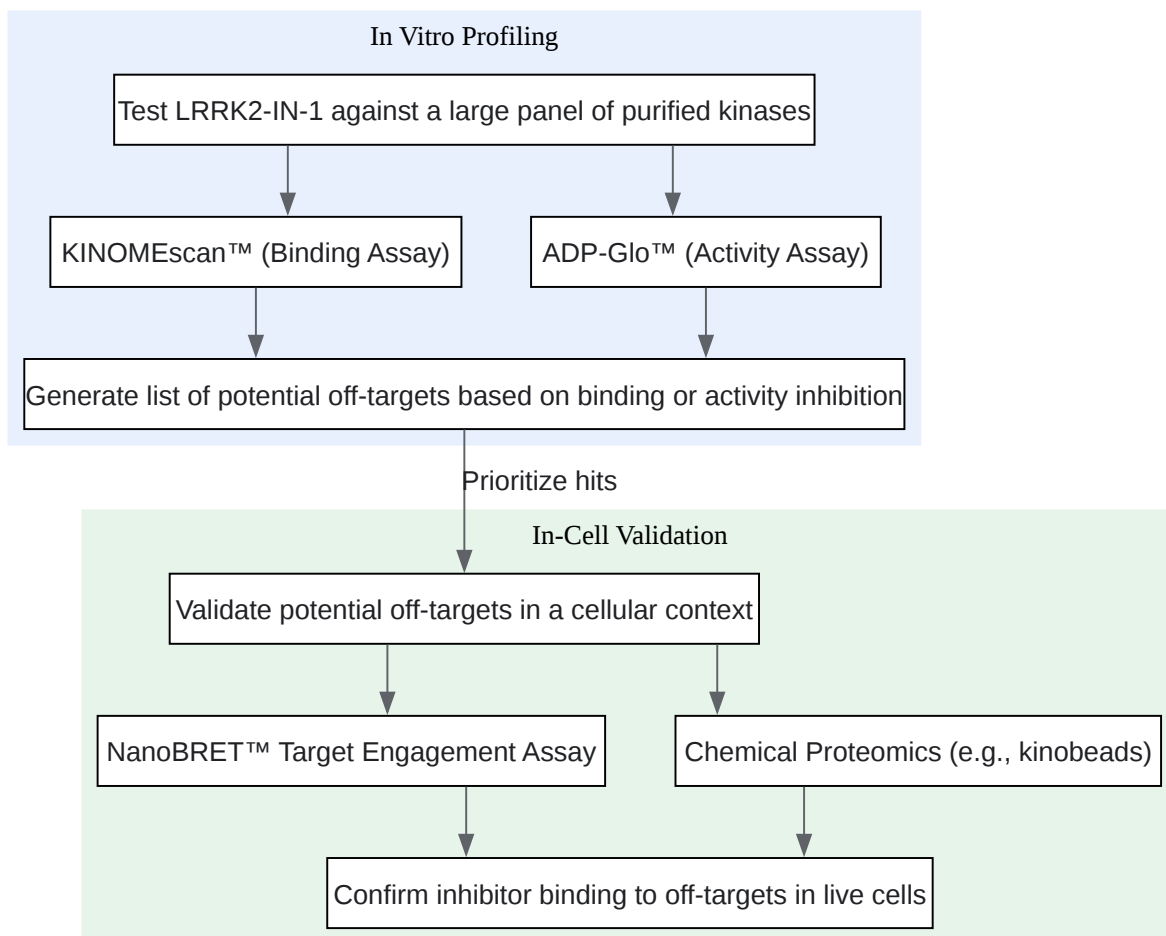 In Vitro Profiling
Test LRRK2-IN-1 against a large panel of purified kinases
KINOMEscan™ (Binding Assay)
ADP-Glo™ (Activity Assay)
Generate list of potential off-targets based on binding or activity inhibition
Prioritize hits
In-Cell Validation
Validate potential off-targets in a cellular context
NanoBRET™ Target Engagement Assay
Chemical Proteomics (e.g., kinobeads)
Confirm inhibitor binding to off-targets in live cells